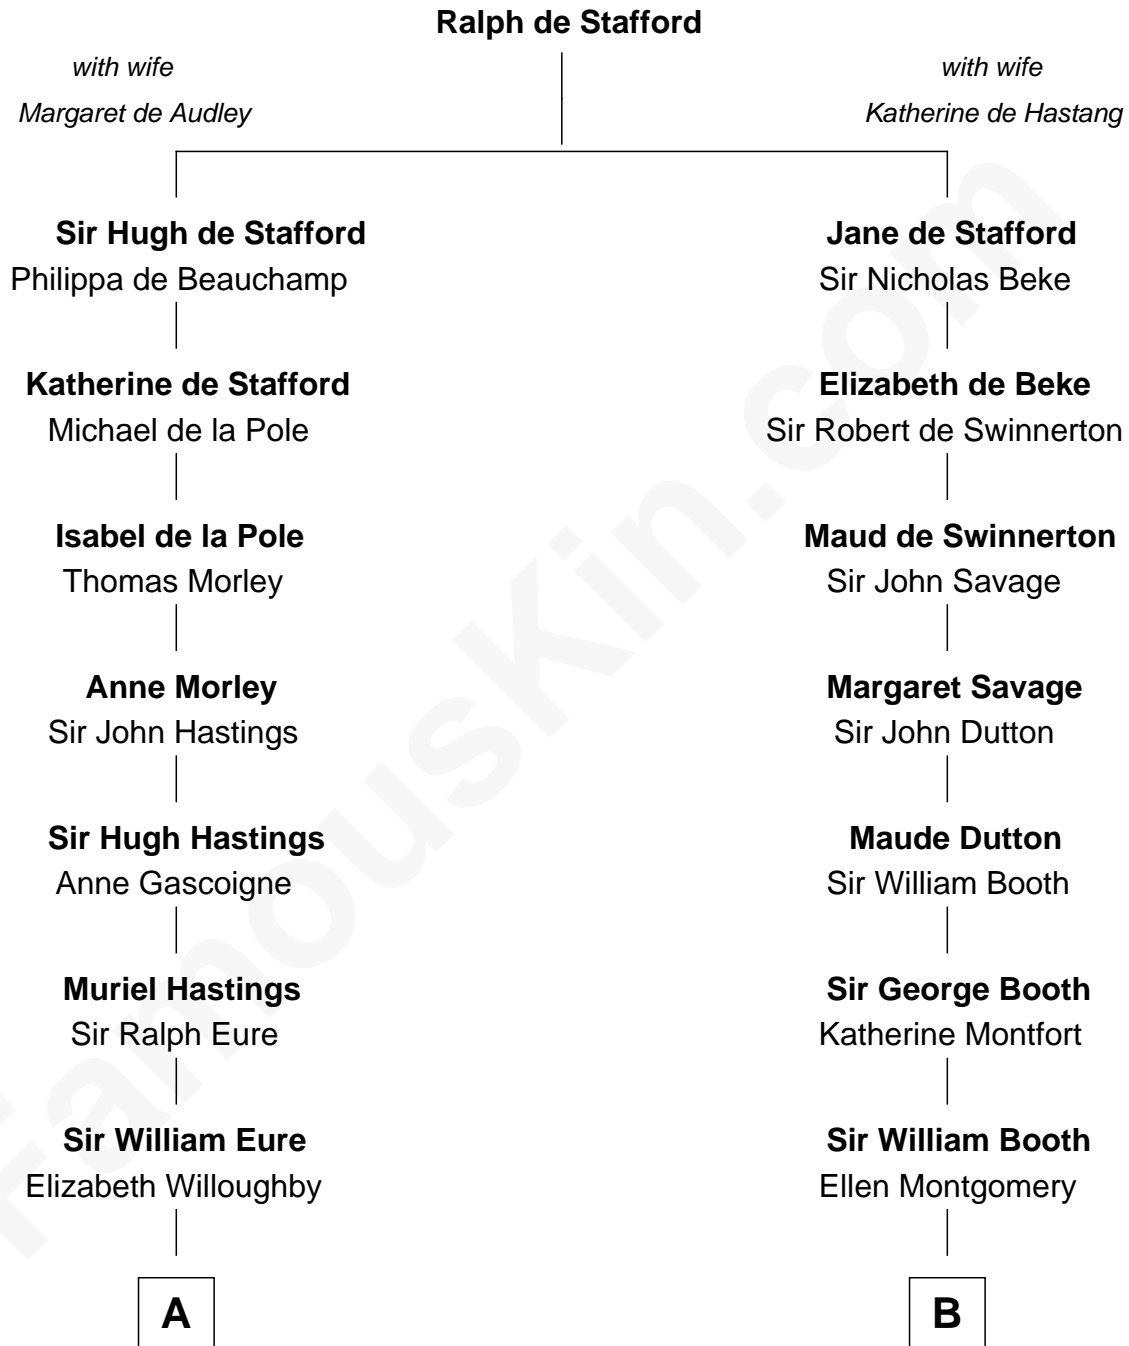 Ralph de Stafford
with wife
Margaret de Audley
with wife
Katherine de Hastang
Sir Hugh de Stafford
Philippa de Beauchamp
Jane de Stafford
Sir Nicholas Beke
Katherine de Stafford
Michael de la Pole
Elizabeth de Beke
Sir Robert de Swinnerton
Isabel de la Pole
Thomas Morley
Maud de Swinnerton
Sir John Savage
Anne Morley
Sir John Hastings
Margaret Savage
Sir John Dutton
Sir Hugh Hastings
Anne Gascoigne
Maude Dutton
Sir William Booth
Muriel Hastings
Sir Ralph Eure
Sir George Booth
Katherine Montfort
Sir William Eure
Elizabeth Willoughby
Sir William Booth
Ellen Montgomery
A
B
FamousKin.com